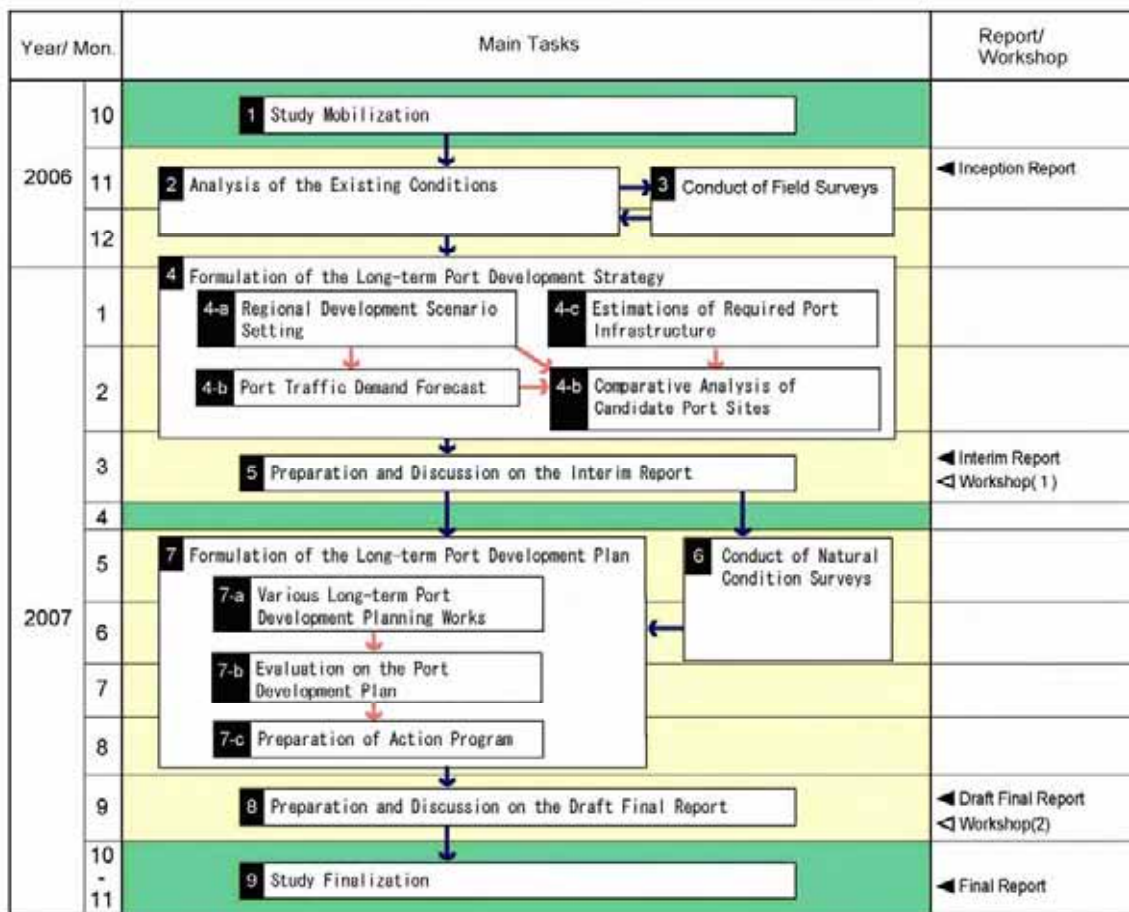 Year/ Mon.
Main Tasks
Report/
Workshop
2006
10
1 Study Mobilization
11
2 Analysis of the Existing Conditions
3 Conduct of Field Surveys
◀ Inception Report
12
4 Formulation of the Long-term Port Development Strategy
2007
1
4-a Regional Development Scenario
Setting
4-c Estimations of Required Port
Infrastructure
2
4-b Port Traffic Demand Forecast
4-b Comparative Analysis of
Candidate Port Sites
3
5 Preparation and Discussion on the Interim Report
◀ Interim Report
◁ Workshop( 1 )
4
7 Formulation of the Long-term Port Development Plan
5
6 Conduct of Natural
Condition Surveys
7-a Various Long-term Port
Development Planning Works
6
7-b Evaluation on the Port
Development Plan
7
7-c Preparation of Action Program
8
9
8 Preparation and Discussion on the Draft Final Report
◀ Draft Final Report
◁ Workshop(2)
10
-
11
9 Study Finalization
◀ Final Report